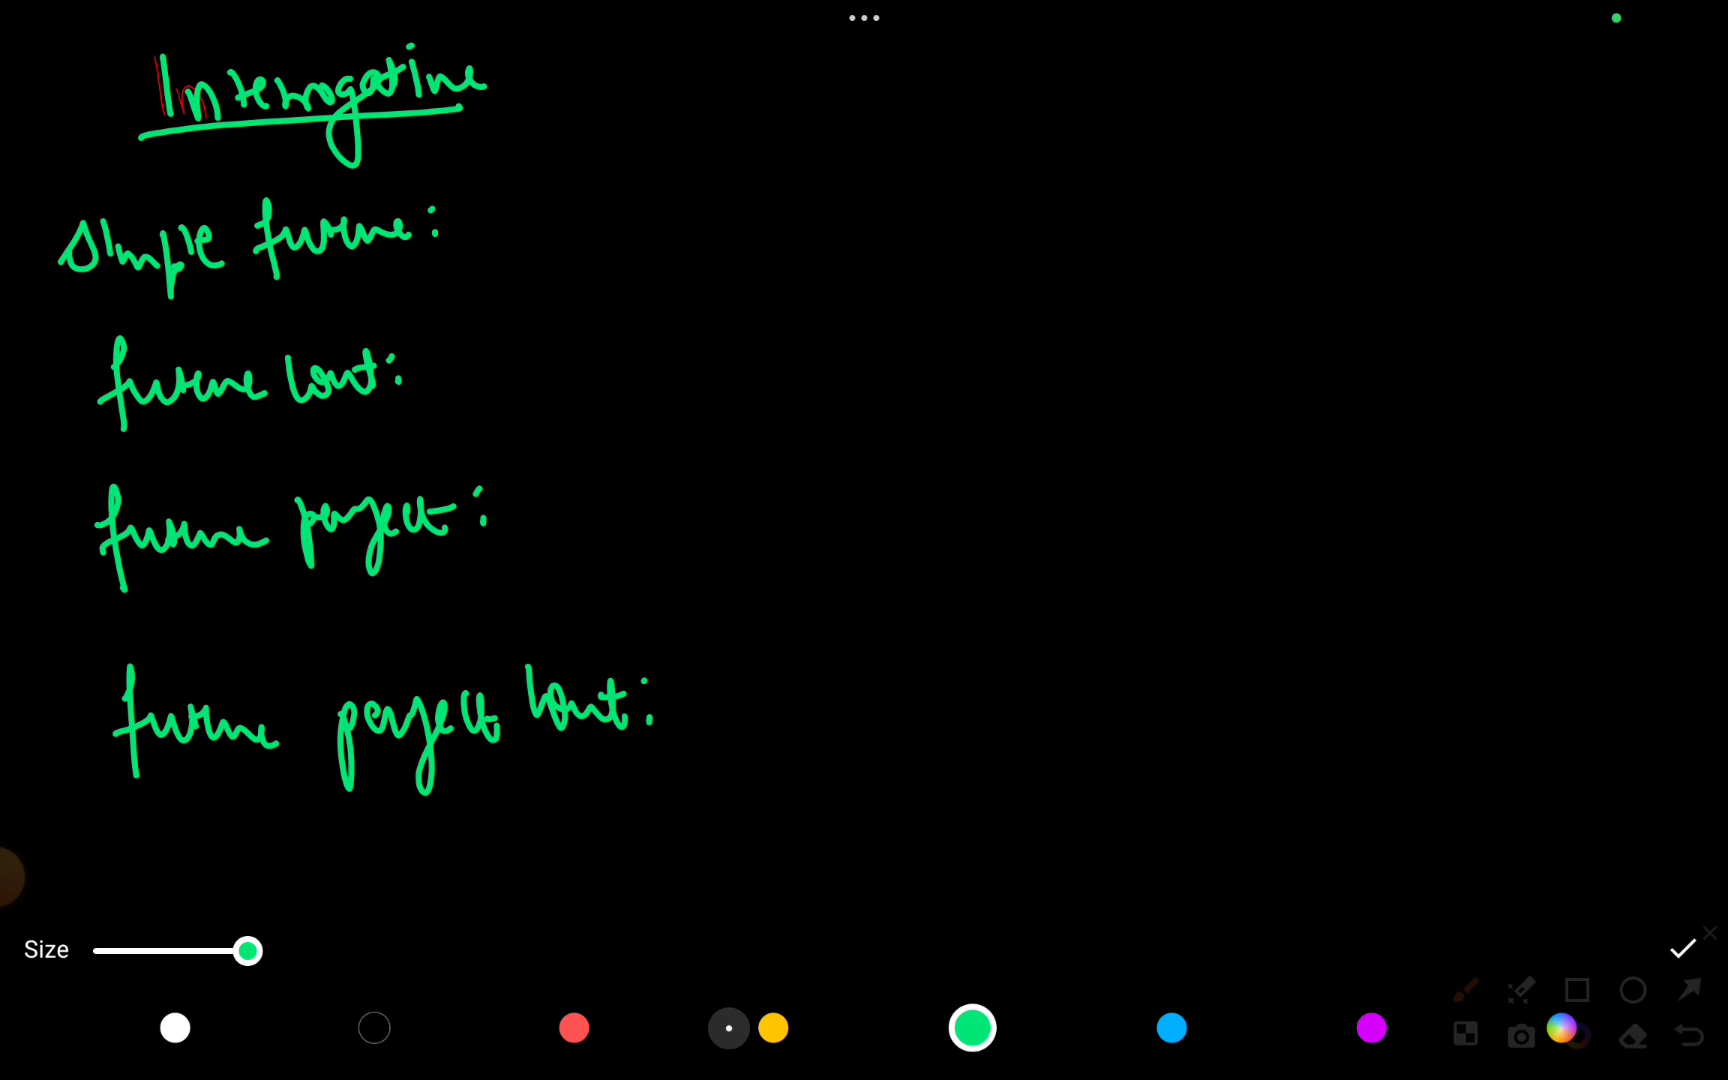 Interrogative
Simple future:
future cont:
future perfect:
future perfect cont:
Size